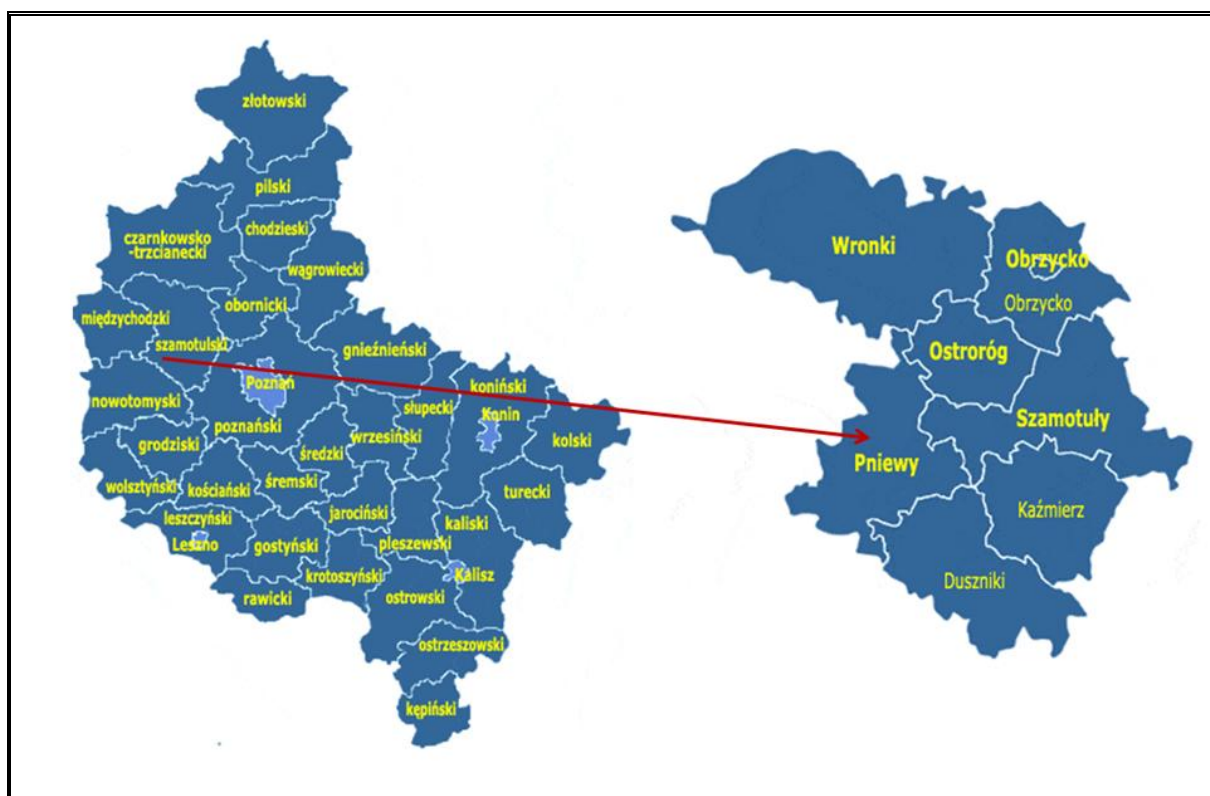 złotowski
pilski
chodzieski
czarnkowsko
-trzcianecki
wągrowiecki
obornicki
międzychodzki
szamotulski
gnieźnieński
Poznań
koniński
nowotomyski
słupecki
Konin
poznański
wrzesiński
grodziski
średzki
kolski
wolsztyński
kościański
śremski
turecki
leszczyński
jarociński
kaliski
Leszno
gostyński
pleszewski
krotoszyński
Kalisz
rawicki
ostrowski
ostrzeszowski
kępiński
Wronki
Obrzycko
Obrzycko
Ostroróg
Szamotuły
Pniewy
Kaźmierz
Duszniki